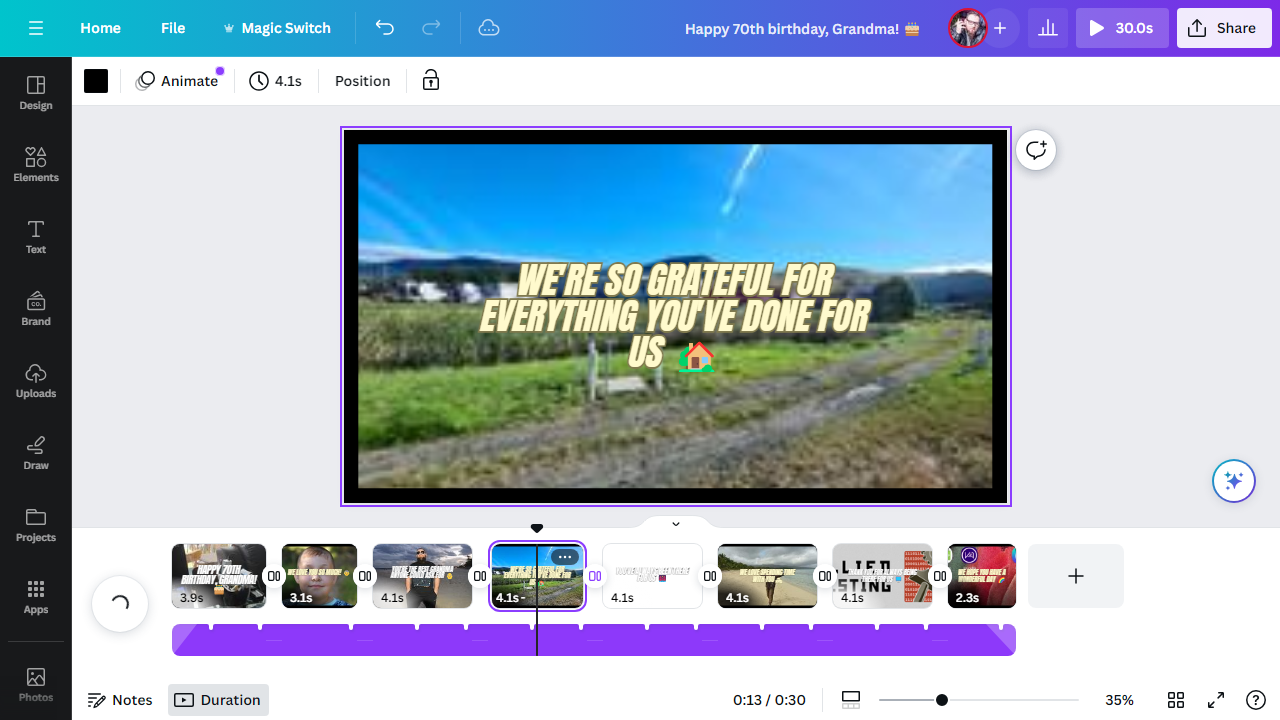 Home
File
Magic Switch
Happy 70th birthday, Grandma! 🎂
30.0s
Share
Design
Elements
Text
CO.
Brand
Uploads
Draw
Projects
Apps
Photos
Animate
4.1s
Position
WE'RE SO GRATEFUL FOR
EVERYTHING YOU'VE DONE FOR
US 🏠
HAPPY 70TH
BIRTHDAY, GRANDMA!
3.9s
WE LOVE YOU SO MUCH!
3.1s
4.1s
4.1s
4.1s
WE LOVE SPENDING TIME
WITH YOU
4.1s
4.1s
WE HOPE YOU HAVE A
WONDERFUL DAY
2.3s
Notes
Duration
0:13 / 0:30
35%